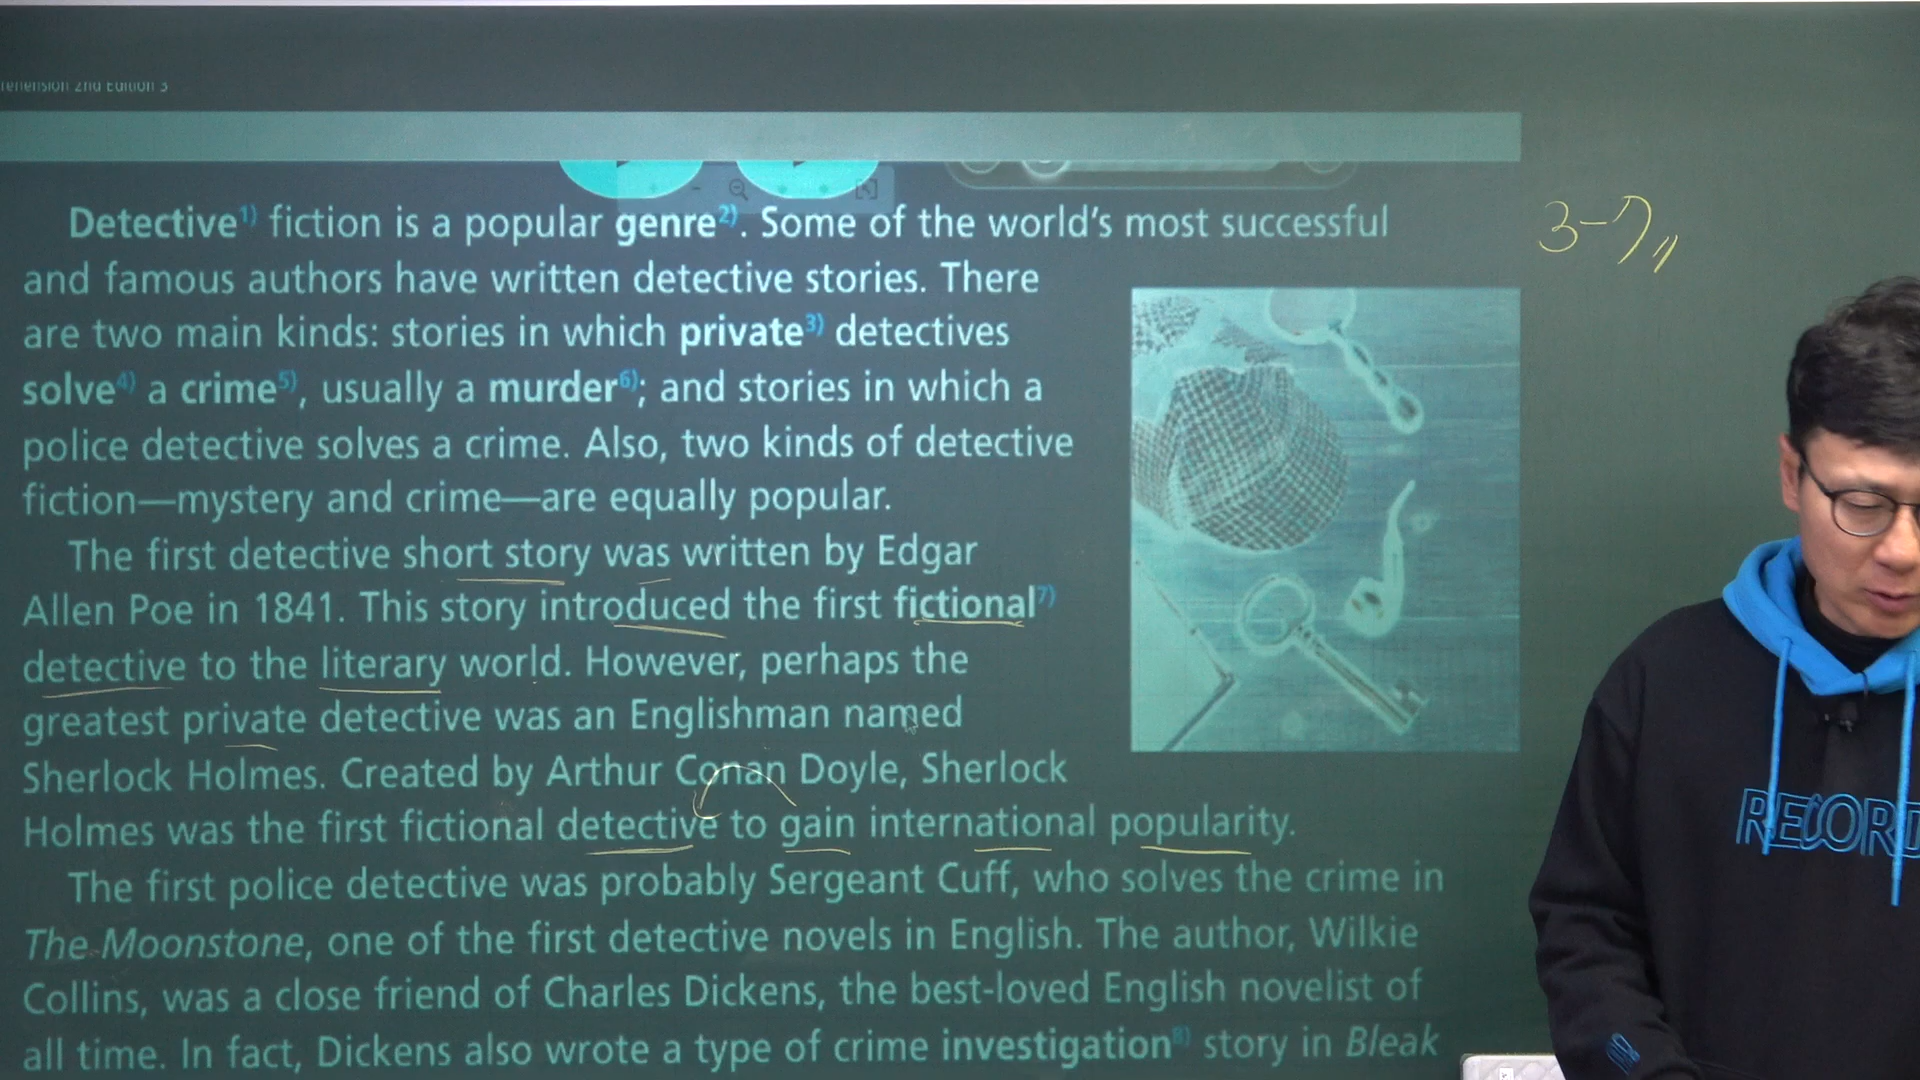 2nd Edition 3
Detective1) fiction is a popular genre2). Some of the world's most successful
and famous authors have written detective stories. There
are two main kinds: stories in which private3) detectives
solve4) a crime5), usually a murder6); and stories in which a
police detective solves a crime. Also, two kinds of detective
fiction—mystery and crime—are equally popular.
The first detective short story was written by Edgar
Allen Poe in 1841. This story introduced the first fictional7)
detective to the literary world. However, perhaps the
greatest private detective was an Englishman named
Sherlock Holmes. Created by Arthur Conan Doyle, Sherlock
Holmes was the first fictional detective to gain international popularity.
The first police detective was probably Sergeant Cuff, who solves the crime in
The Moonstone, one of the first detective novels in English. The author, Wilkie
Collins, was a close friend of Charles Dickens, the best-loved English novelist of
all time. In fact, Dickens also wrote a type of crime investigation8) story in Bleak
3-7
RECORD